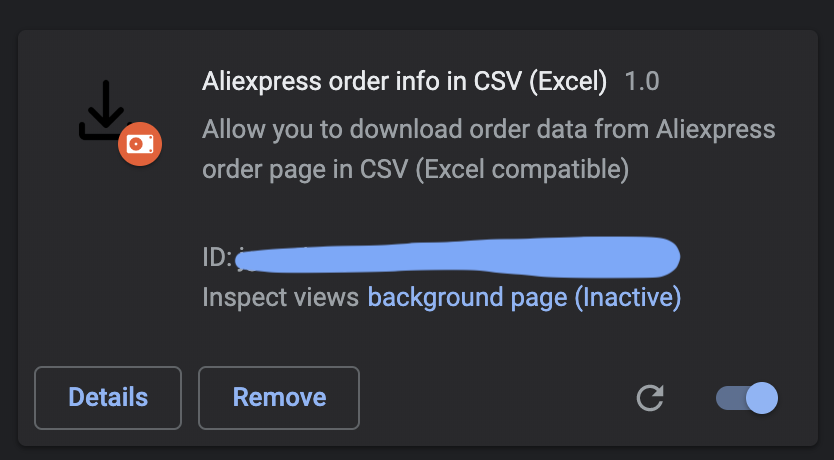 Aliexpress order info in CSV (Excel) 1.0
Allow you to download order data from Aliexpress
order page in CSV (Excel compatible)
ID:
Inspect views background page (Inactive)
Details Remove